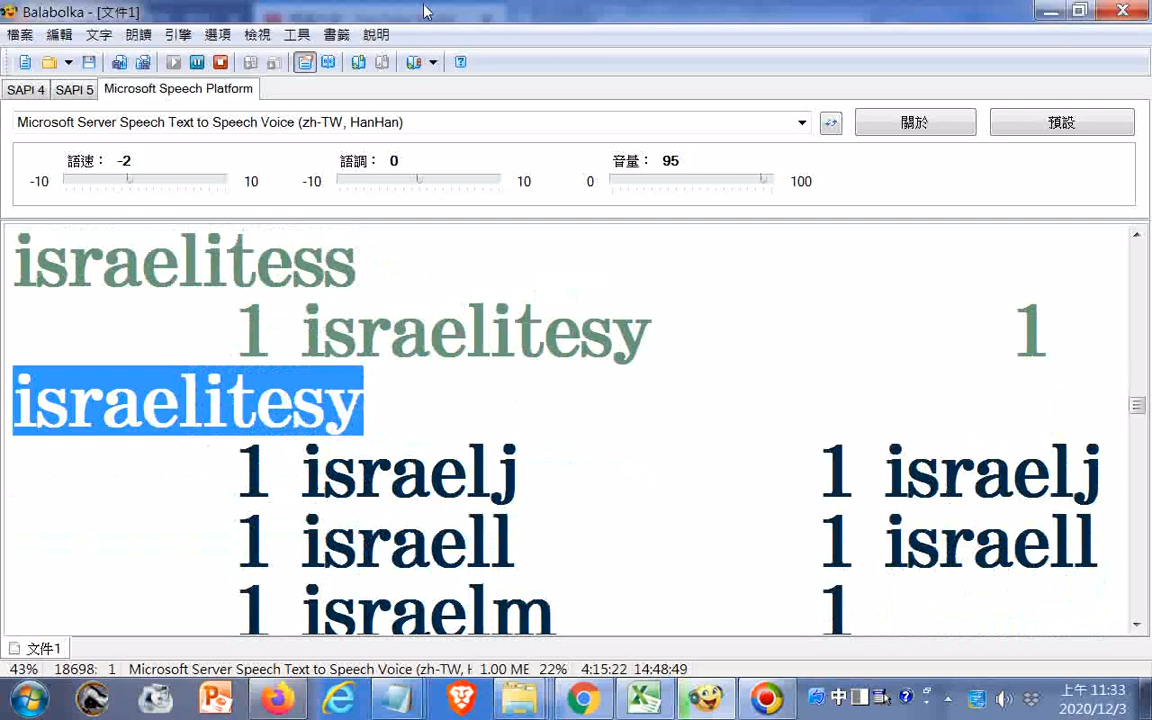 Balabolka - [文件1]
檔案 編輯 文字 朗讀 引擎 選項 檢視 工具 書籤 說明
SAPI 4 SAPI 5 Microsoft Speech Platform
Microsoft Server Speech Text to Speech Voice (zh-TW, HanHan) 關於 預設
語速： -2 語調： 0 音量： 95
-10 10 -10 10 0 100
israelitess
1 israelitesy 1
israelitesy
1 israelj 1 israelj
1 israell 1 israell
1 israelm 1
文件1
43% 18698: 1 Microsoft Server Speech Text to Speech Voice (zh-TW, H 1.00 ME 22% 4:15:22 14:48:49
中
上午 11:33
2020/12/3